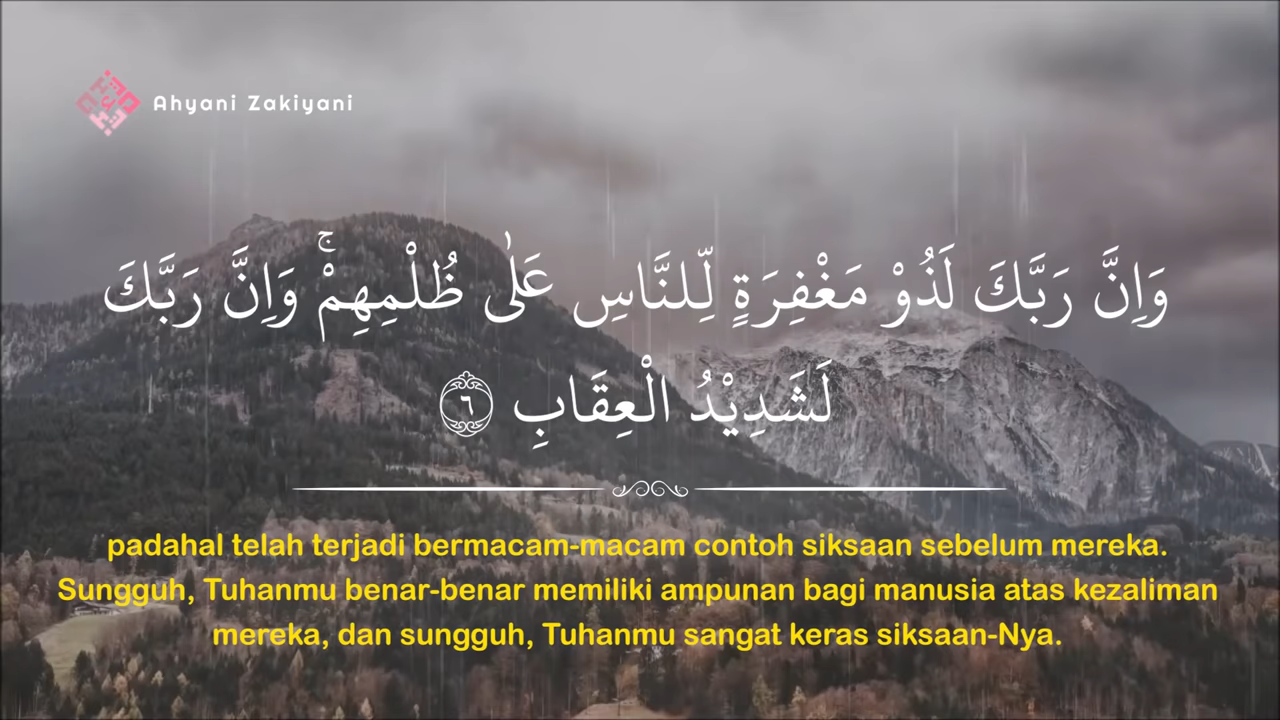 Ahyani Zakiyani
وَاِنَّ رَبَّكَ لَذُوْ مَغْفِرَةٍ لِّلنَّاسِ عَلٰى ظُلْمِهِمْۚ وَاِنَّ رَبَّكَ
لَشَدِيْدُ الْعِقَابِ ٦
padahal telah terjadi bermacam-macam contoh siksaan sebelum mereka.
Sungguh, Tuhanmu benar-benar memiliki ampunan bagi manusia atas kezaliman
mereka, dan sungguh, Tuhanmu sangat keras siksaan-Nya.